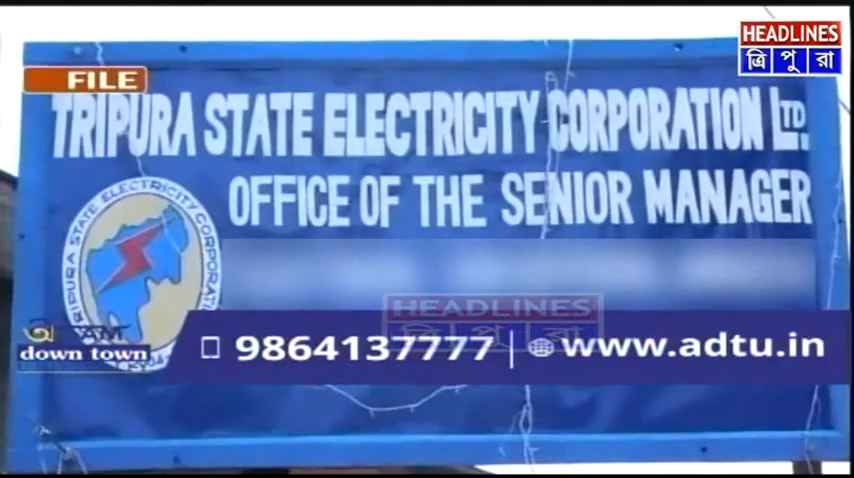 HEADLINES
ত্রি পু রা
FILE
TRIPURA STATE ELECTRICITY CORPORATION LTD.
OFFICE OF THE SENIOR MANAGER
TRIPURA STATE ELECTRICITY CORPORATION
HEADLINES
ত্রি পু রা
down town
9864137777 | www.adtu.in